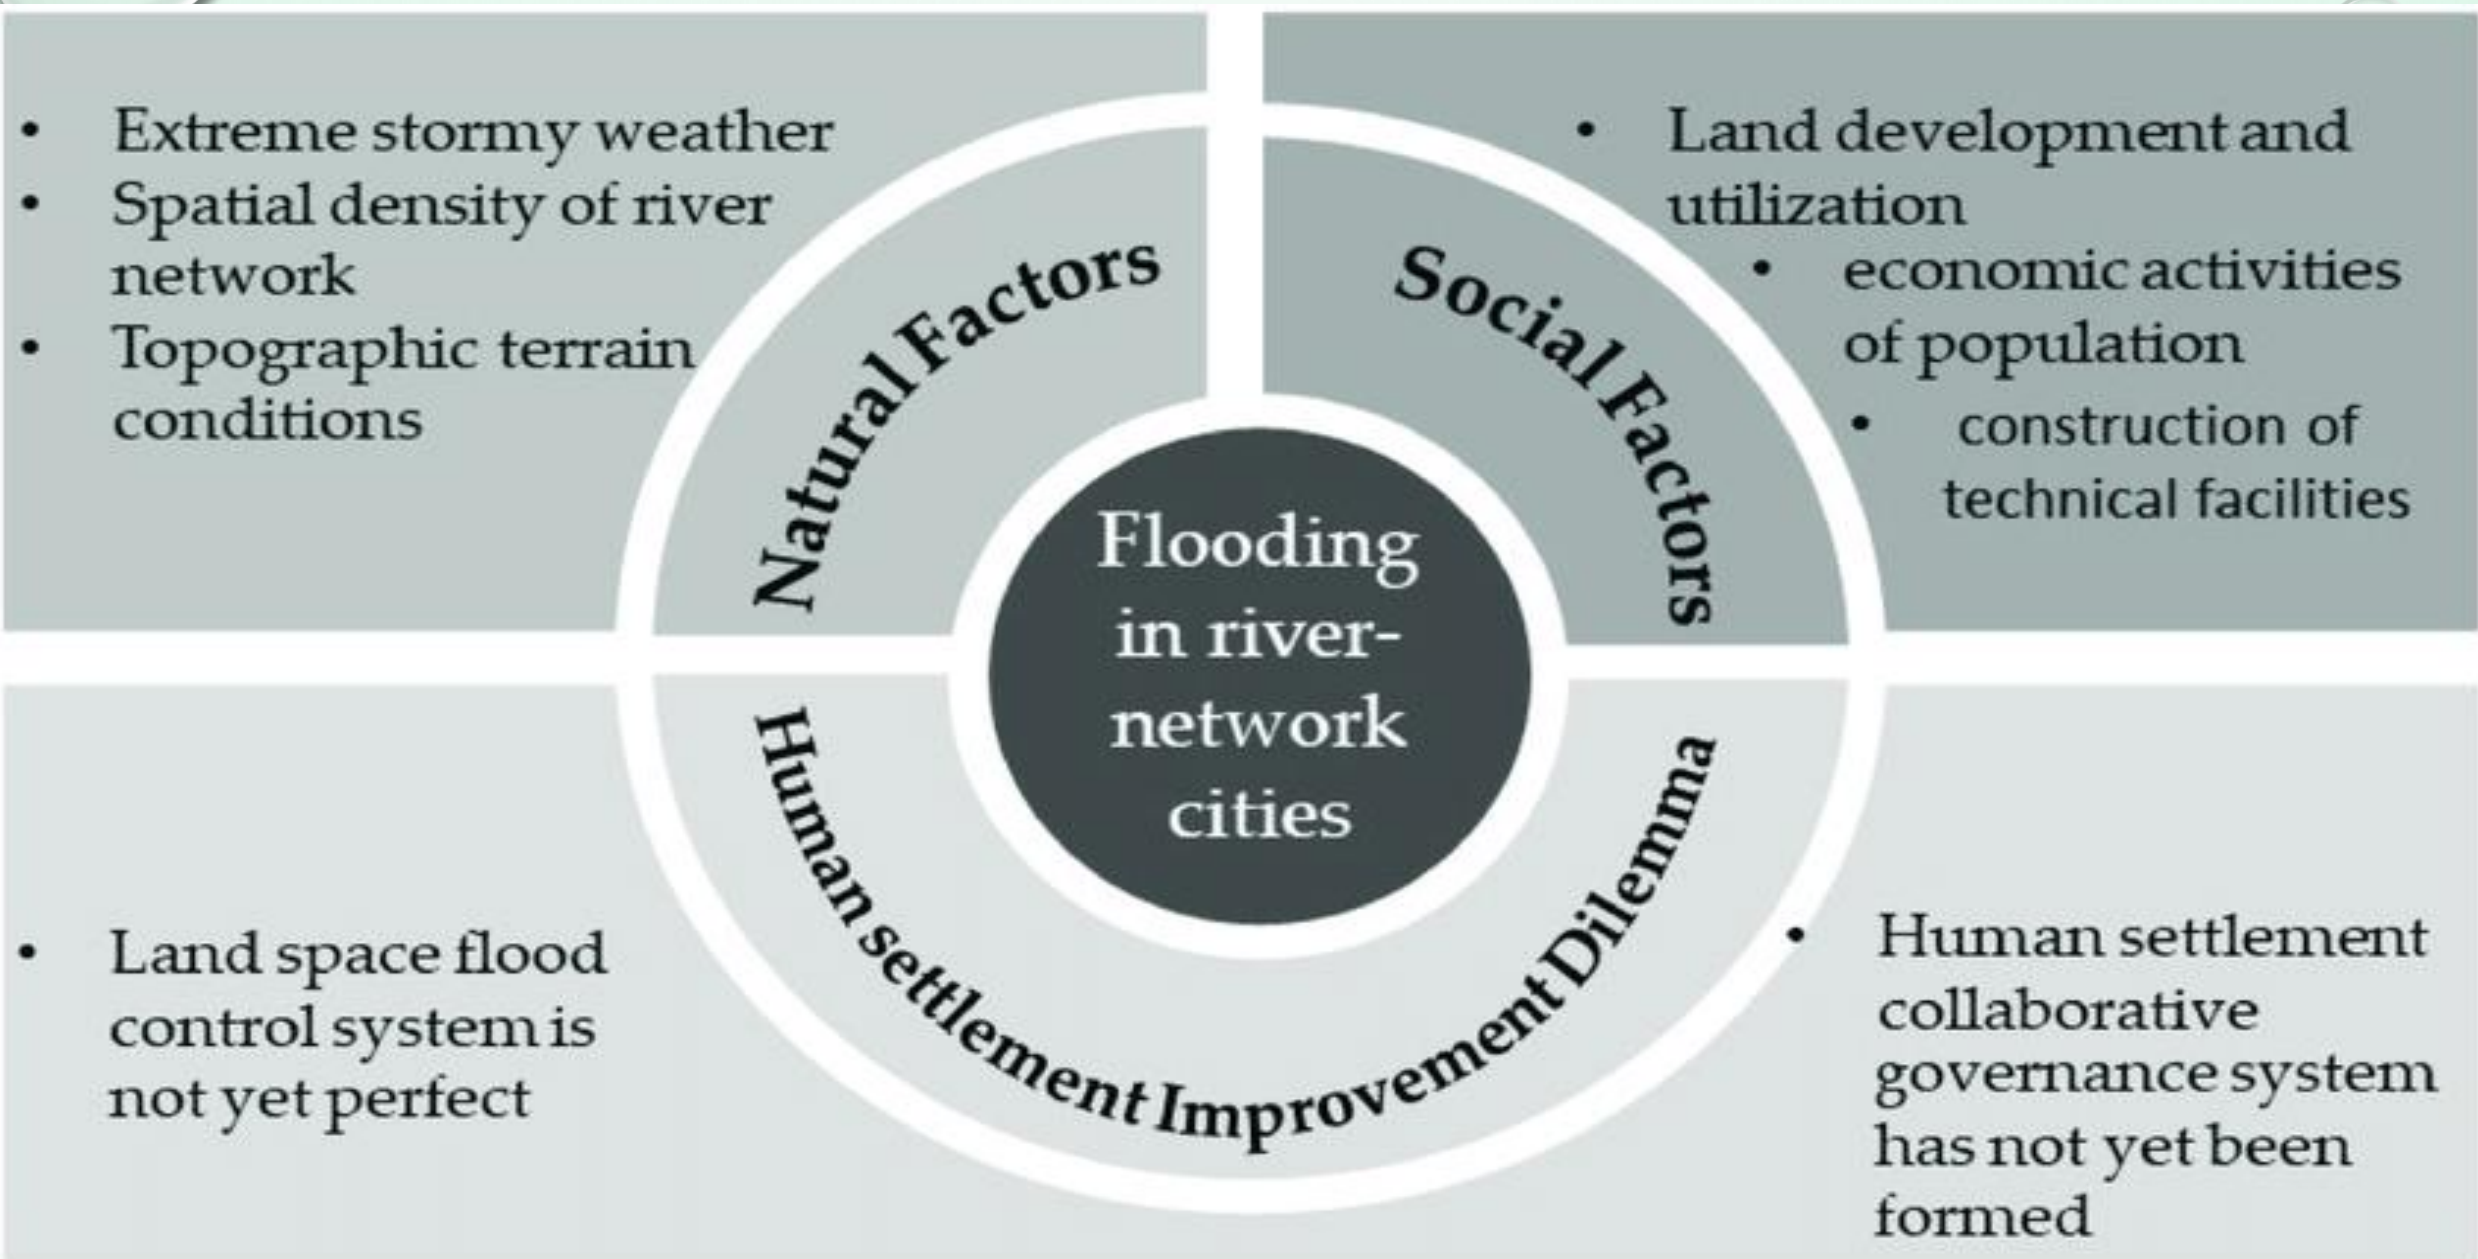 • Extreme stormy weather
• Spatial density of river
network
• Topographic terrain
conditions
• Land development and
utilization
• economic activities
of population
• construction of
technical facilities
Natural Factors
Social Factors
Flooding
in river-
network
cities
Human settlement Improvement Dilemma
• Land space flood
control system is
not yet perfect
• Human settlement
collaborative
governance system
has not yet been
formed